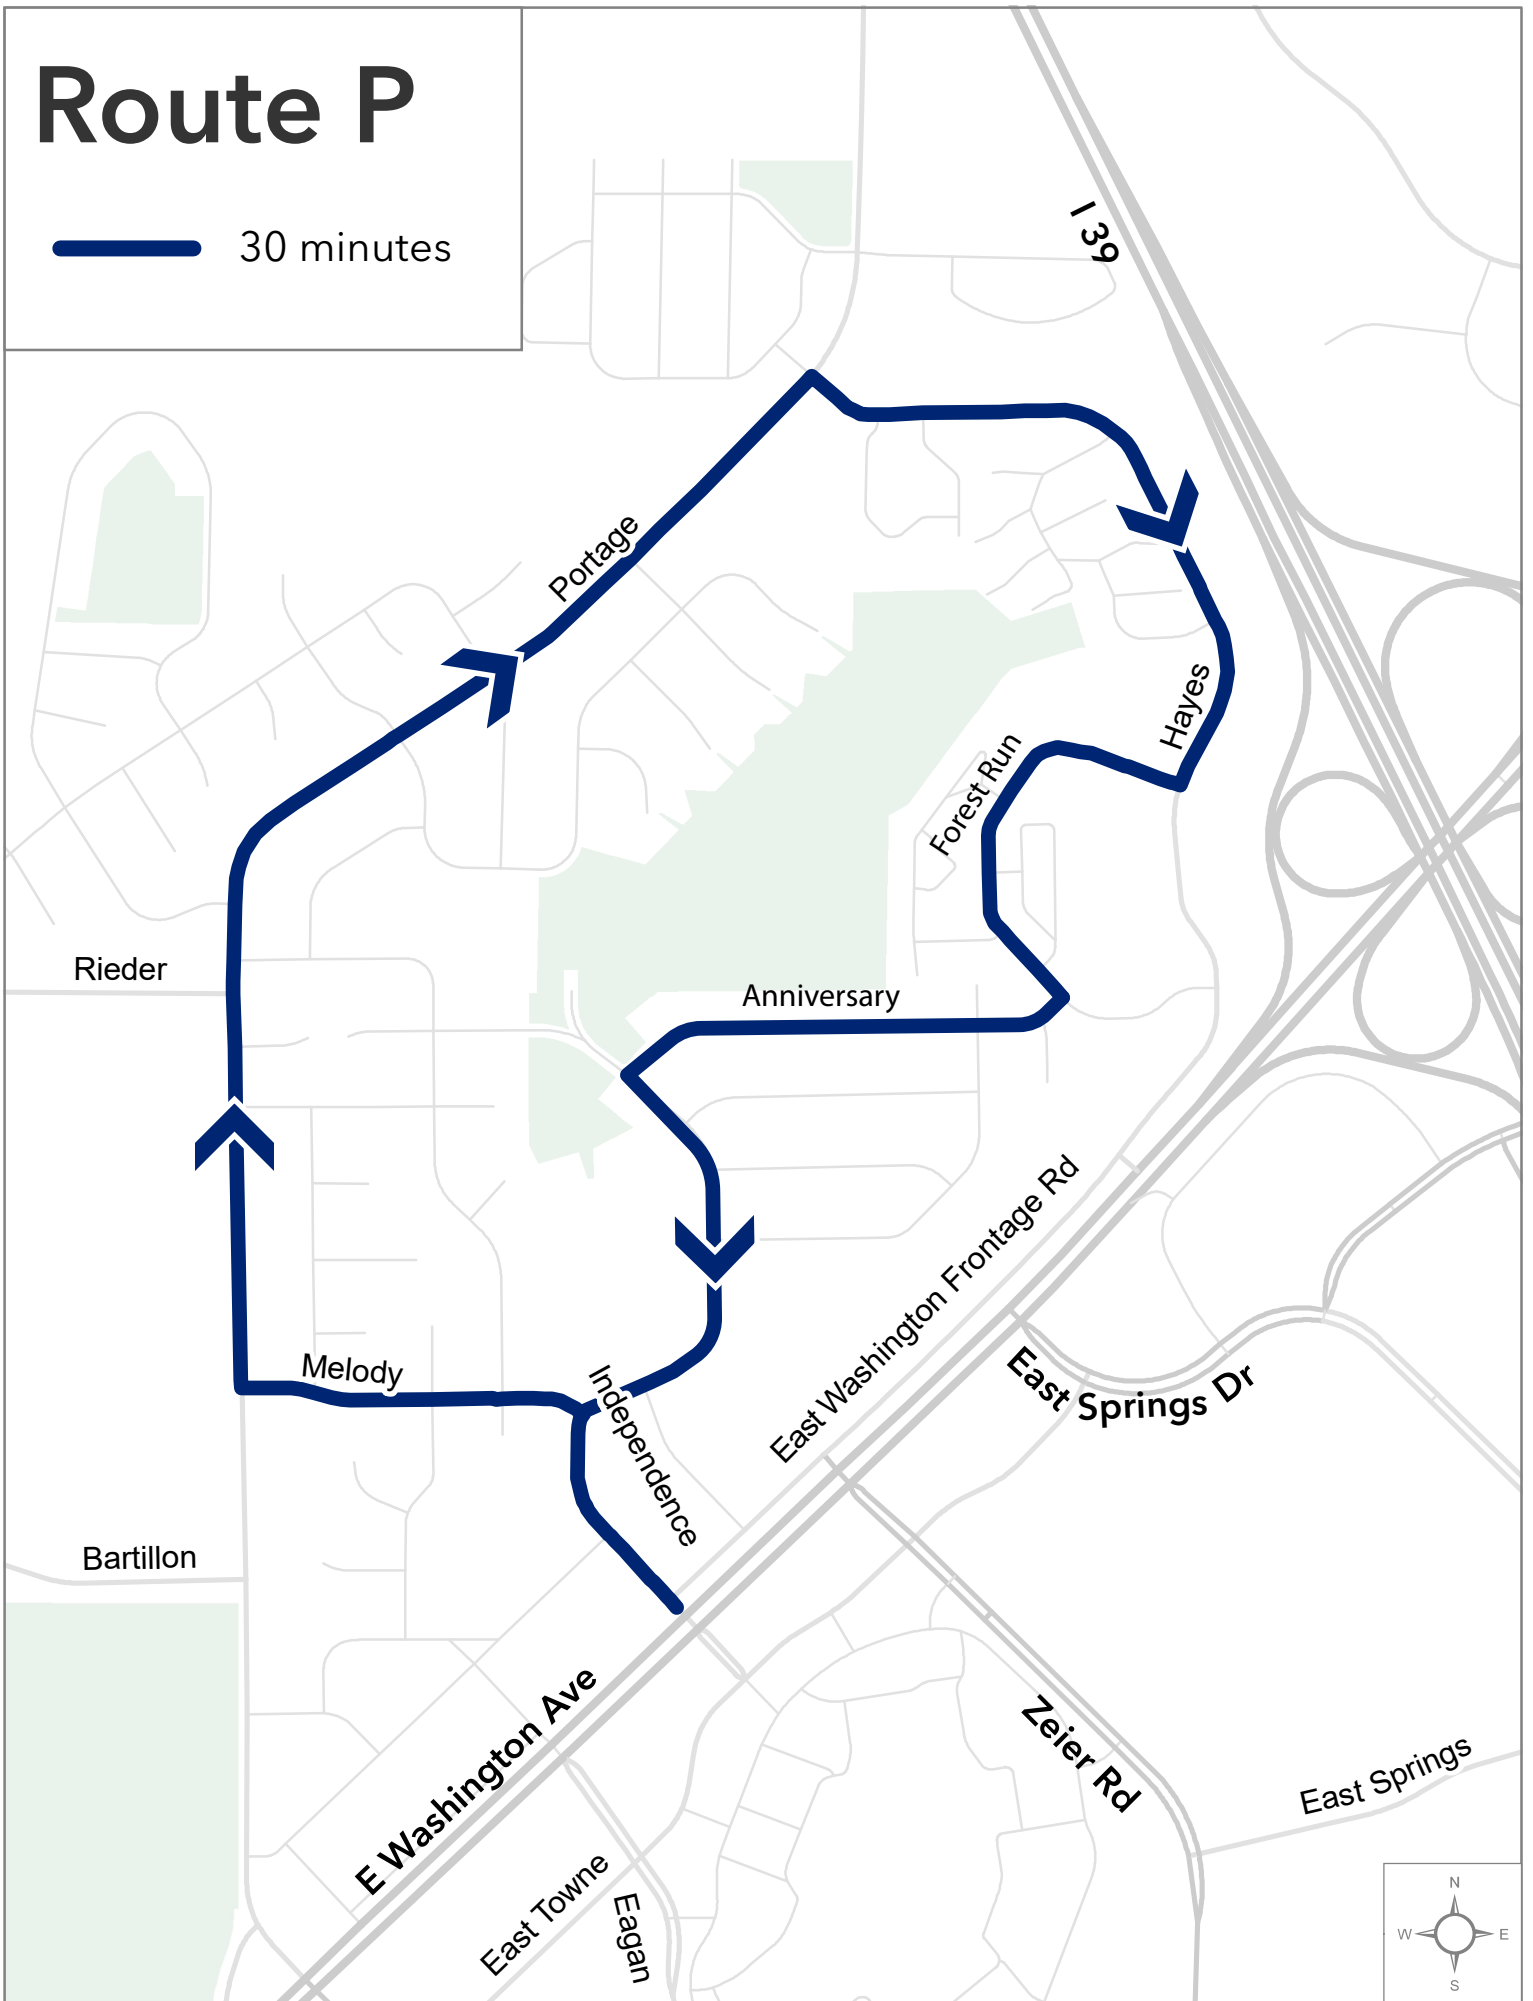 Route P
30 minutes
I 39
Portage
Hayes
Forest Run
Rieder
Anniversary
East Washington Frontage Rd
Melody
Independence
East Springs Dr
Bartillon
E Washington Ave
Zeier Rd
East Springs
East Towne
Eagan
N
W E
S